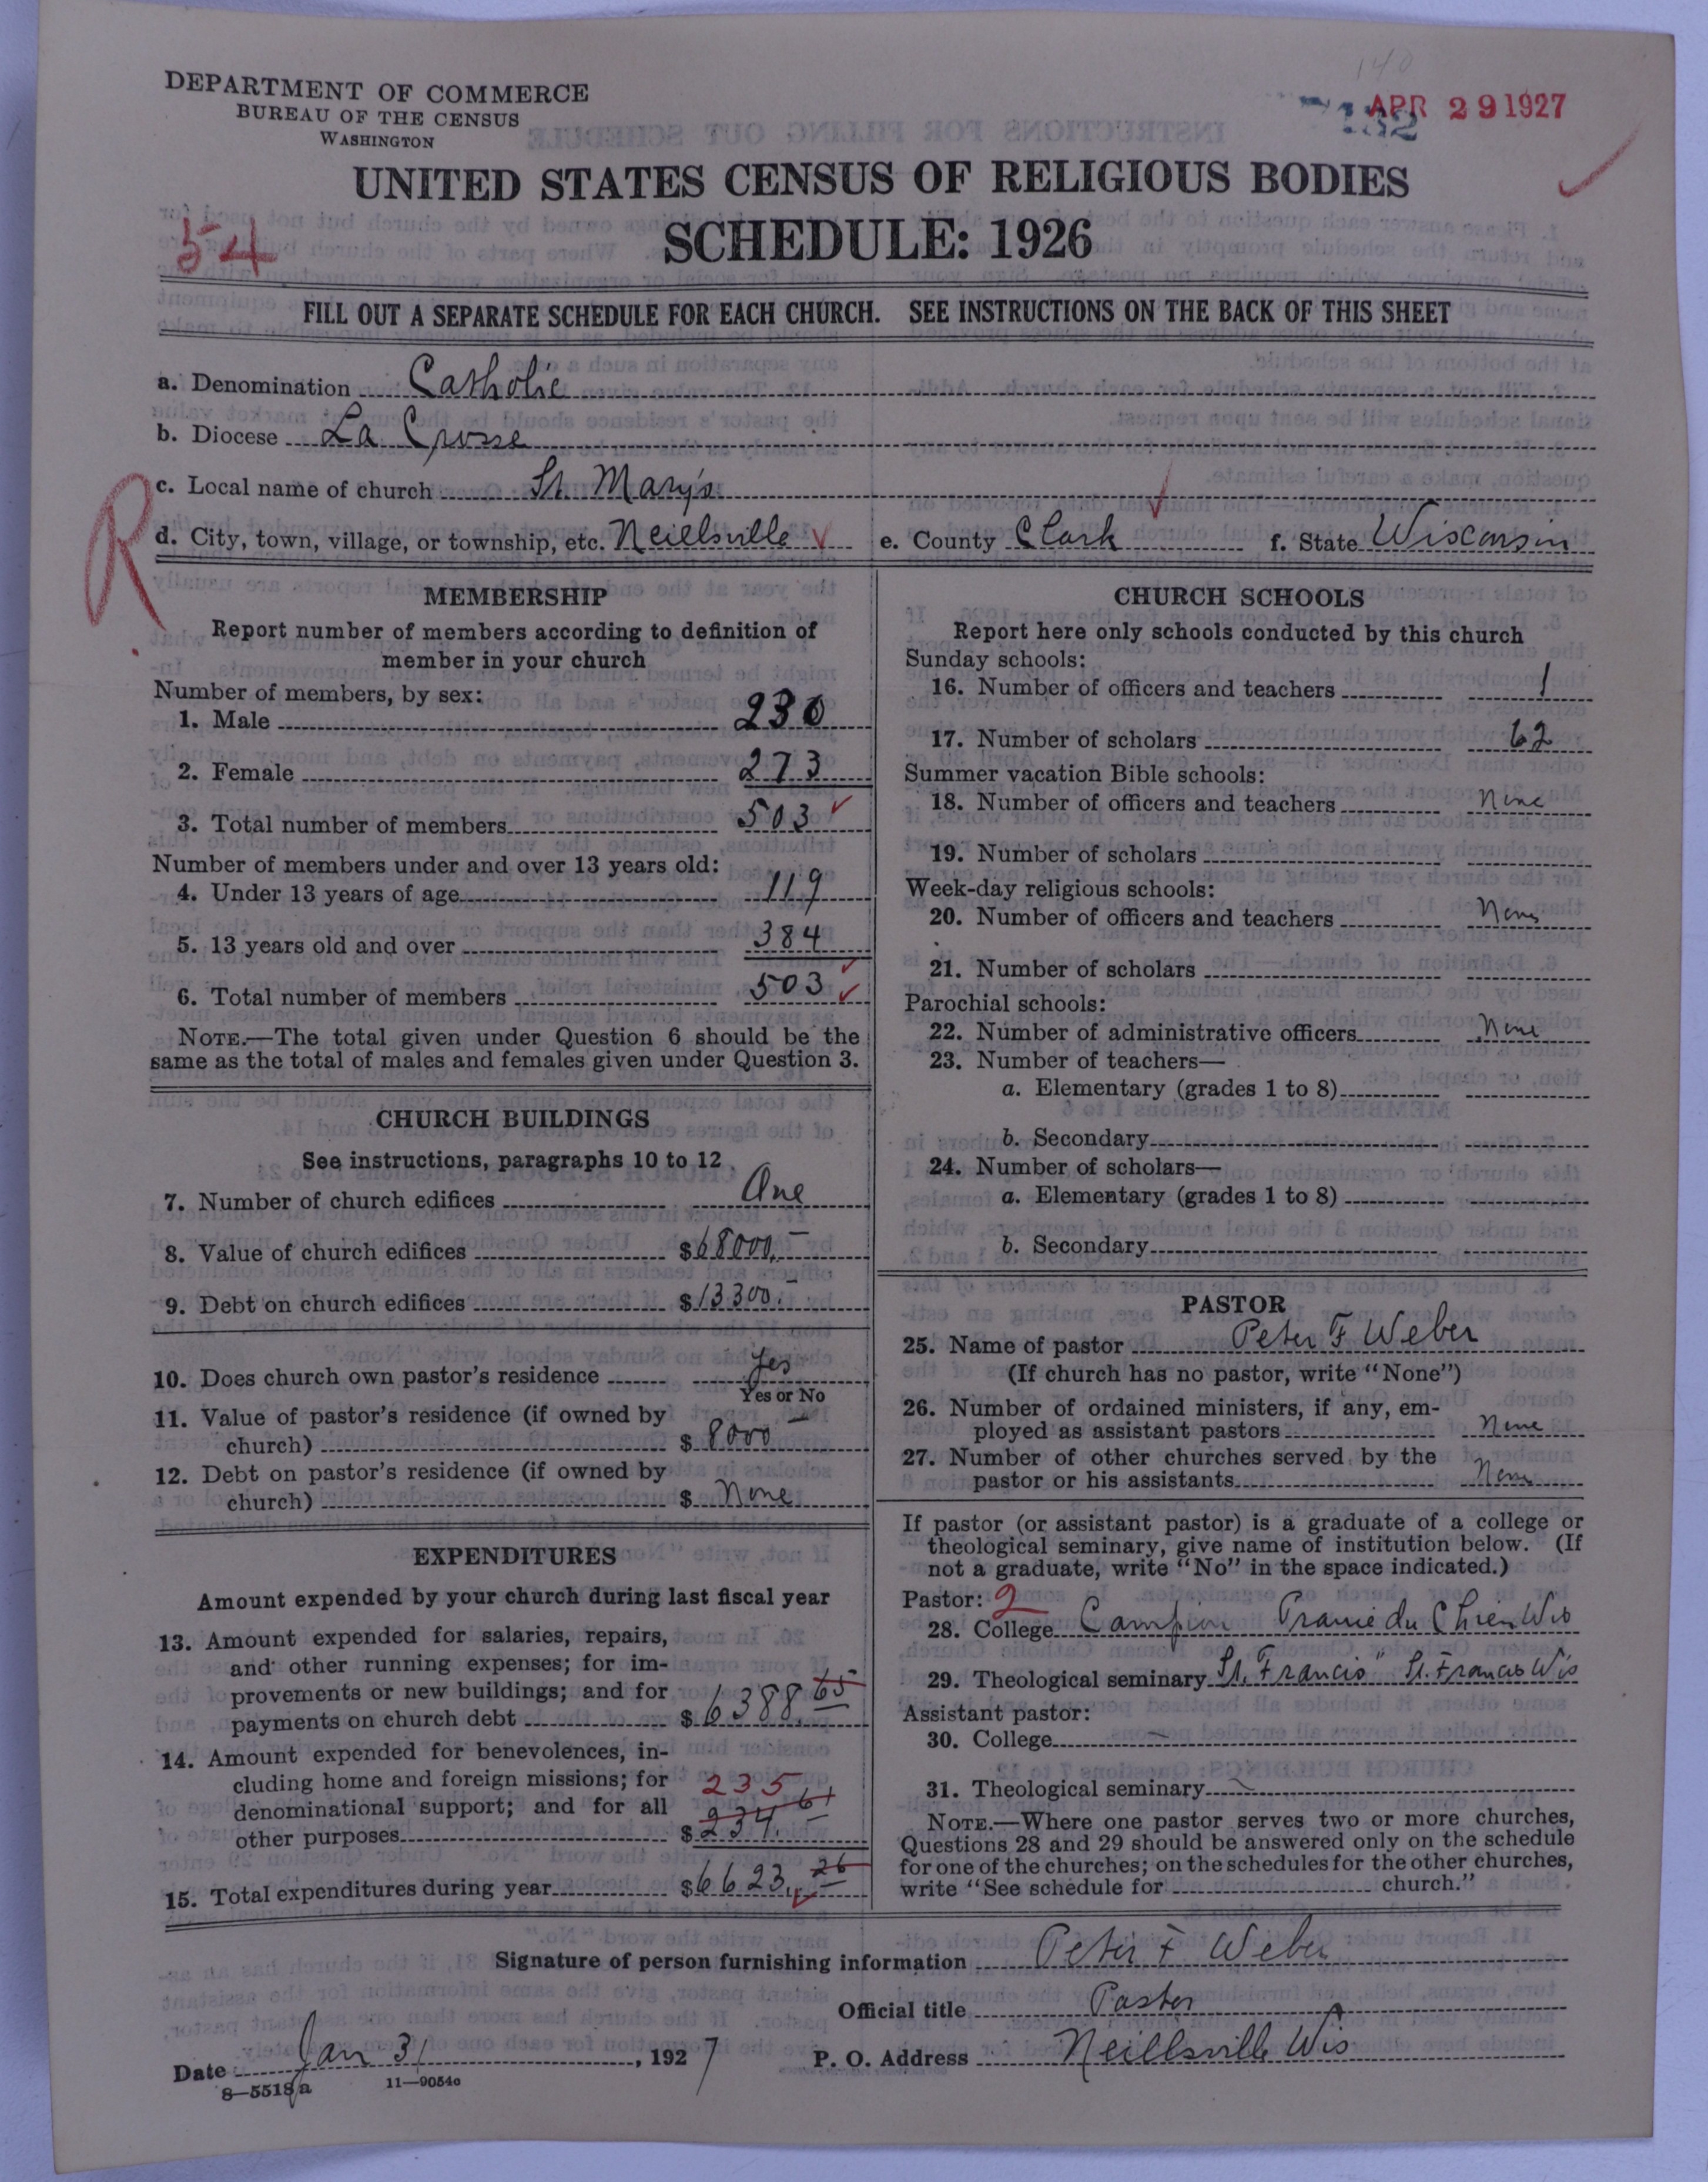 140
APR 29 1927
132
DEPARTMENT OF COMMERCE
BUREAU OF THE CENSUS
WASHINGTON
UNITED STATES CENSUS OF RELIGIOUS BODIES
54
SCHEDULE: 1926
FILL OUT A SEPARATE SCHEDULE FOR EACH CHURCH. SEE INSTRUCTIONS ON THE BACK OF THIS SHEET
a. Denomination Catholic
b. Diocese La Crosse
R
c. Local name of church St. Mary's
d. City, town, village, or township, etc. Neillsville e. County Clark f. State Wisconsin
MEMBERSHIP
Report number of members according to definition of
member in your church
Number of members, by sex:
1. Male 230
2. Female 273
3. Total number of members 503
Number of members under and over 13 years old:
4. Under 13 years of age 119
5. 13 years old and over 384
6. Total number of members 503
NOTE.—The total given under Question 6 should be the
same as the total of males and females given under Question 3.
CHURCH BUILDINGS
See instructions, paragraphs 10 to 12
7. Number of church edifices One
8. Value of church edifices $68000.–
9. Debt on church edifices $13300.–
10. Does church own pastor's residence Yes
Yes or No
11. Value of pastor's residence (if owned by
church) $ 8000 –
12. Debt on pastor's residence (if owned by
church) $ None
EXPENDITURES
Amount expended by your church during last fiscal year
13. Amount expended for salaries, repairs,
and other running expenses; for im-
provements or new buildings; and for
payments on church debt $6388.65
14. Amount expended for benevolences, in-
cluding home and foreign missions; for
235
denominational support; and for all
other purposes $234.61
15. Total expenditures during year $6623.26
CHURCH SCHOOLS
Report here only schools conducted by this church
Sunday schools:
16. Number of officers and teachers 1
17. Number of scholars 62
Summer vacation Bible schools:
18. Number of officers and teachers None
19. Number of scholars
Week-day religious schools:
20. Number of officers and teachers None
21. Number of scholars
Parochial schools:
22. Number of administrative officers None
23. Number of teachers—
a. Elementary (grades 1 to 8)
b. Secondary
24. Number of scholars—
a. Elementary (grades 1 to 8)
b. Secondary
PASTOR
25. Name of pastor Peter F Weber
(If church has no pastor, write "None")
26. Number of ordained ministers, if any, em-
ployed as assistant pastors None
27. Number of other churches served by the
pastor or his assistants None
If pastor (or assistant pastor) is a graduate of a college or
theological seminary, give name of institution below. (If
not a graduate, write "No" in the space indicated.)
Pastor: 2
28. College Campion Prairie du Chien Wis
29. Theological seminary St. Francis" St. Francis Wis
Assistant pastor:
30. College –
31. Theological seminary –
NOTE.—Where one pastor serves two or more churches,
Questions 28 and 29 should be answered only on the schedule
for one of the churches; on the schedules for the other churches,
write "See schedule for church."
Signature of person furnishing information Peter F Weber
Official title Pastor
Date Jan 31, 1927 P. O. Address Neillsville Wis
8—5518a 11—9054c